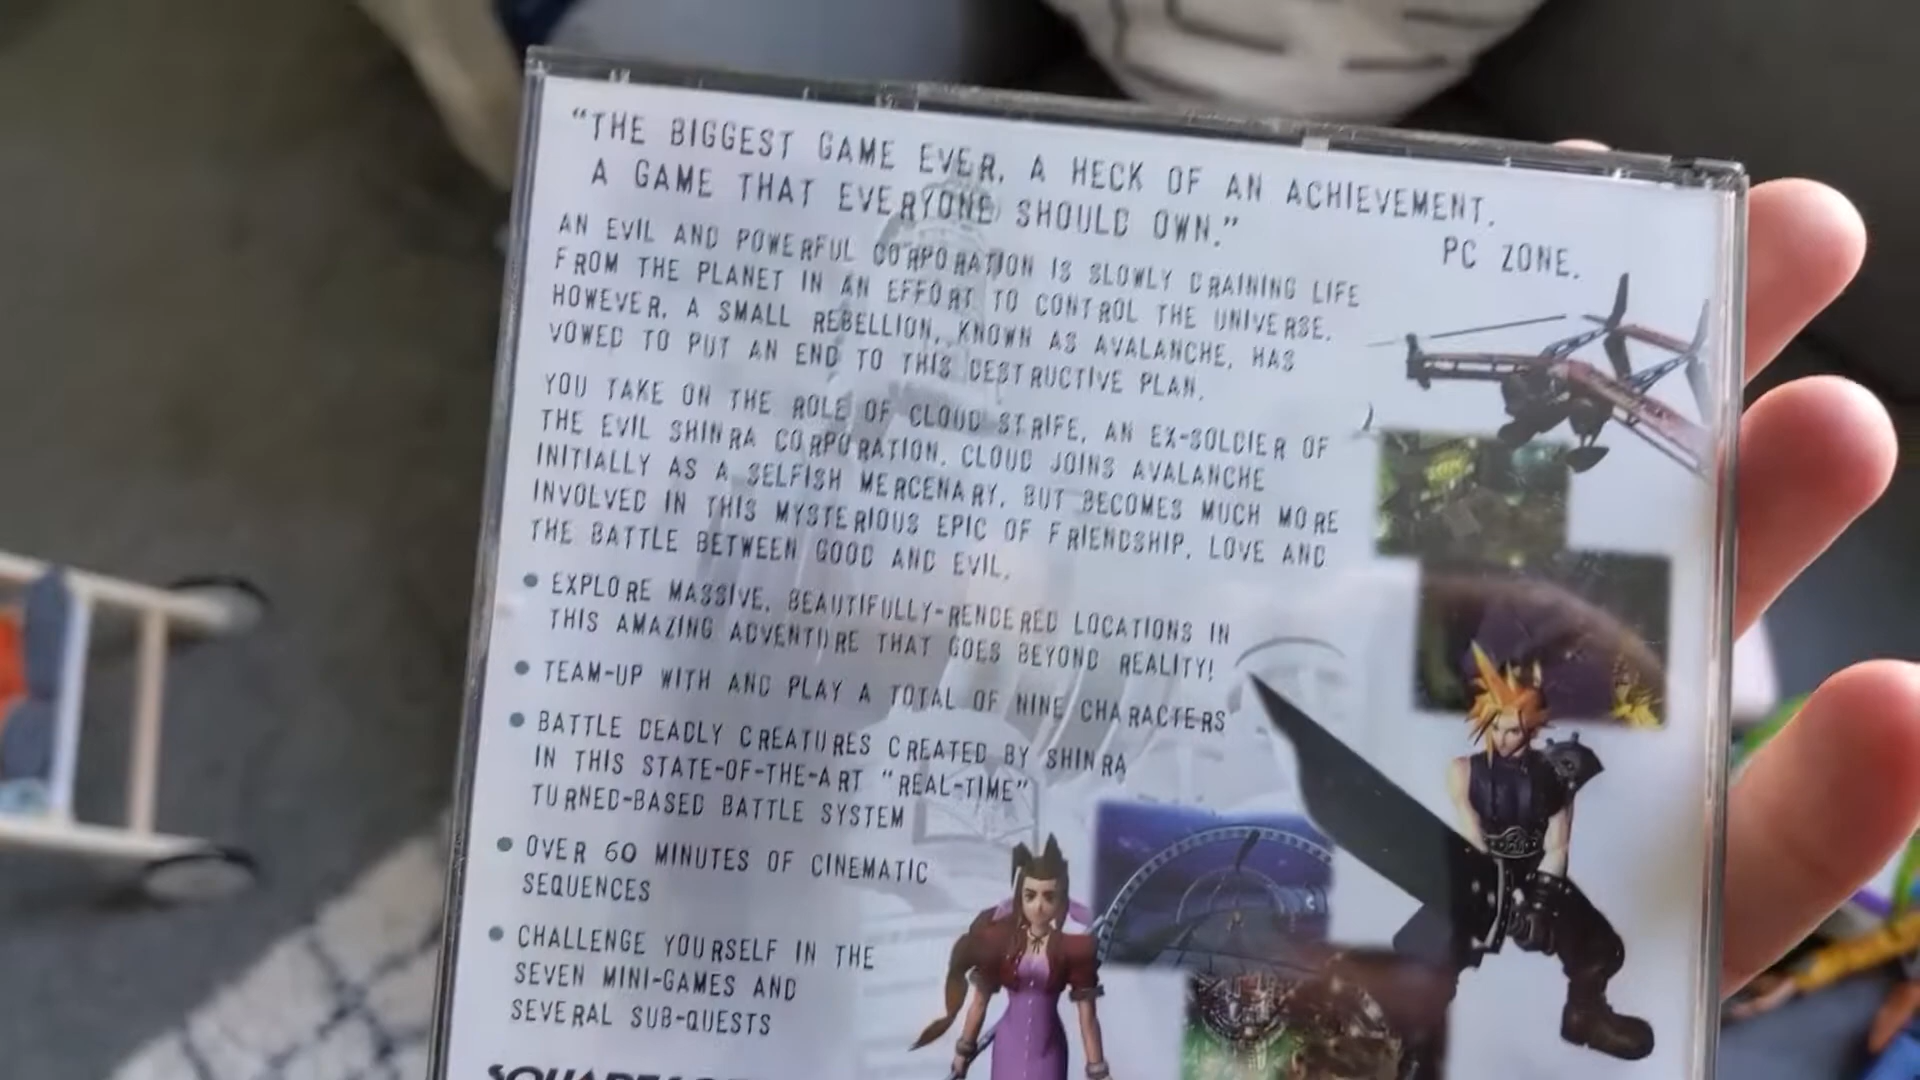 “THE BIGGEST GAME EVER. A HECK OF AN ACHIEVEMENT.
A GAME THAT EVERYONE SHOULD OWN.”
PC ZONE.
AN EVIL AND POWERFUL CORPORATION IS SLOWLY DRAINING LIFE
FROM THE PLANET IN AN EFFORT TO CONTROL THE UNIVERSE.
HOWEVER, A SMALL REBELLION, KNOWN AS AVALANCHE, HAS
VOWED TO PUT AN END TO THIS DESTRUCTIVE PLAN.
YOU TAKE ON THE ROLE OF CLOUD STRIFE, AN EX-SOLDIER OF
THE EVIL SHINRA CORPORATION. CLOUD JOINS AVALANCHE
INITIALLY AS A SELFISH MERCENARY, BUT BECOMES MUCH MORE
INVOLVED IN THIS MYSTERIOUS EPIC OF FRIENDSHIP, LOVE AND
THE BATTLE BETWEEN GOOD AND EVIL.
• EXPLORE MASSIVE, BEAUTIFULLY-RENDERED LOCATIONS IN
THIS AMAZING ADVENTURE THAT GOES BEYOND REALITY!
• TEAM-UP WITH AND PLAY A TOTAL OF NINE CHARACTERS
• BATTLE DEADLY CREATURES CREATED BY SHINRA
IN THIS STATE-OF-THE-ART “REAL-TIME”
TURNED-BASED BATTLE SYSTEM
• OVER 60 MINUTES OF CINEMATIC
SEQUENCES
• CHALLENGE YOURSELF IN THE
SEVEN MINI-GAMES AND
SEVERAL SUB-QUESTS